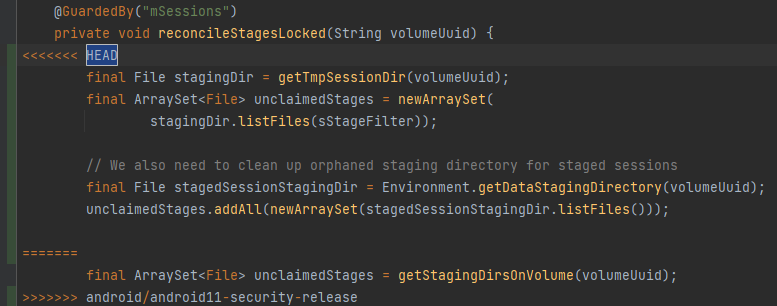 @GuardedBy("mSessions")
private void reconcileStagesLocked(String volumeUuid) {
<<<<<<< HEAD
final File stagingDir = getTmpSessionDir(volumeUuid);
final ArraySet<File> unclaimedStages = newArraySet(
stagingDir.listFiles(sStageFilter));
// We also need to clean up orphaned staging directory for staged sessions
final File stagedSessionStagingDir = Environment.getDataStagingDirectory(volumeUuid);
unclaimedStages.addAll(newArraySet(stagedSessionStagingDir.listFiles()));
=======
final ArraySet<File> unclaimedStages = getStagingDirsOnVolume(volumeUuid);
>>>>>>> android/android11-security-release